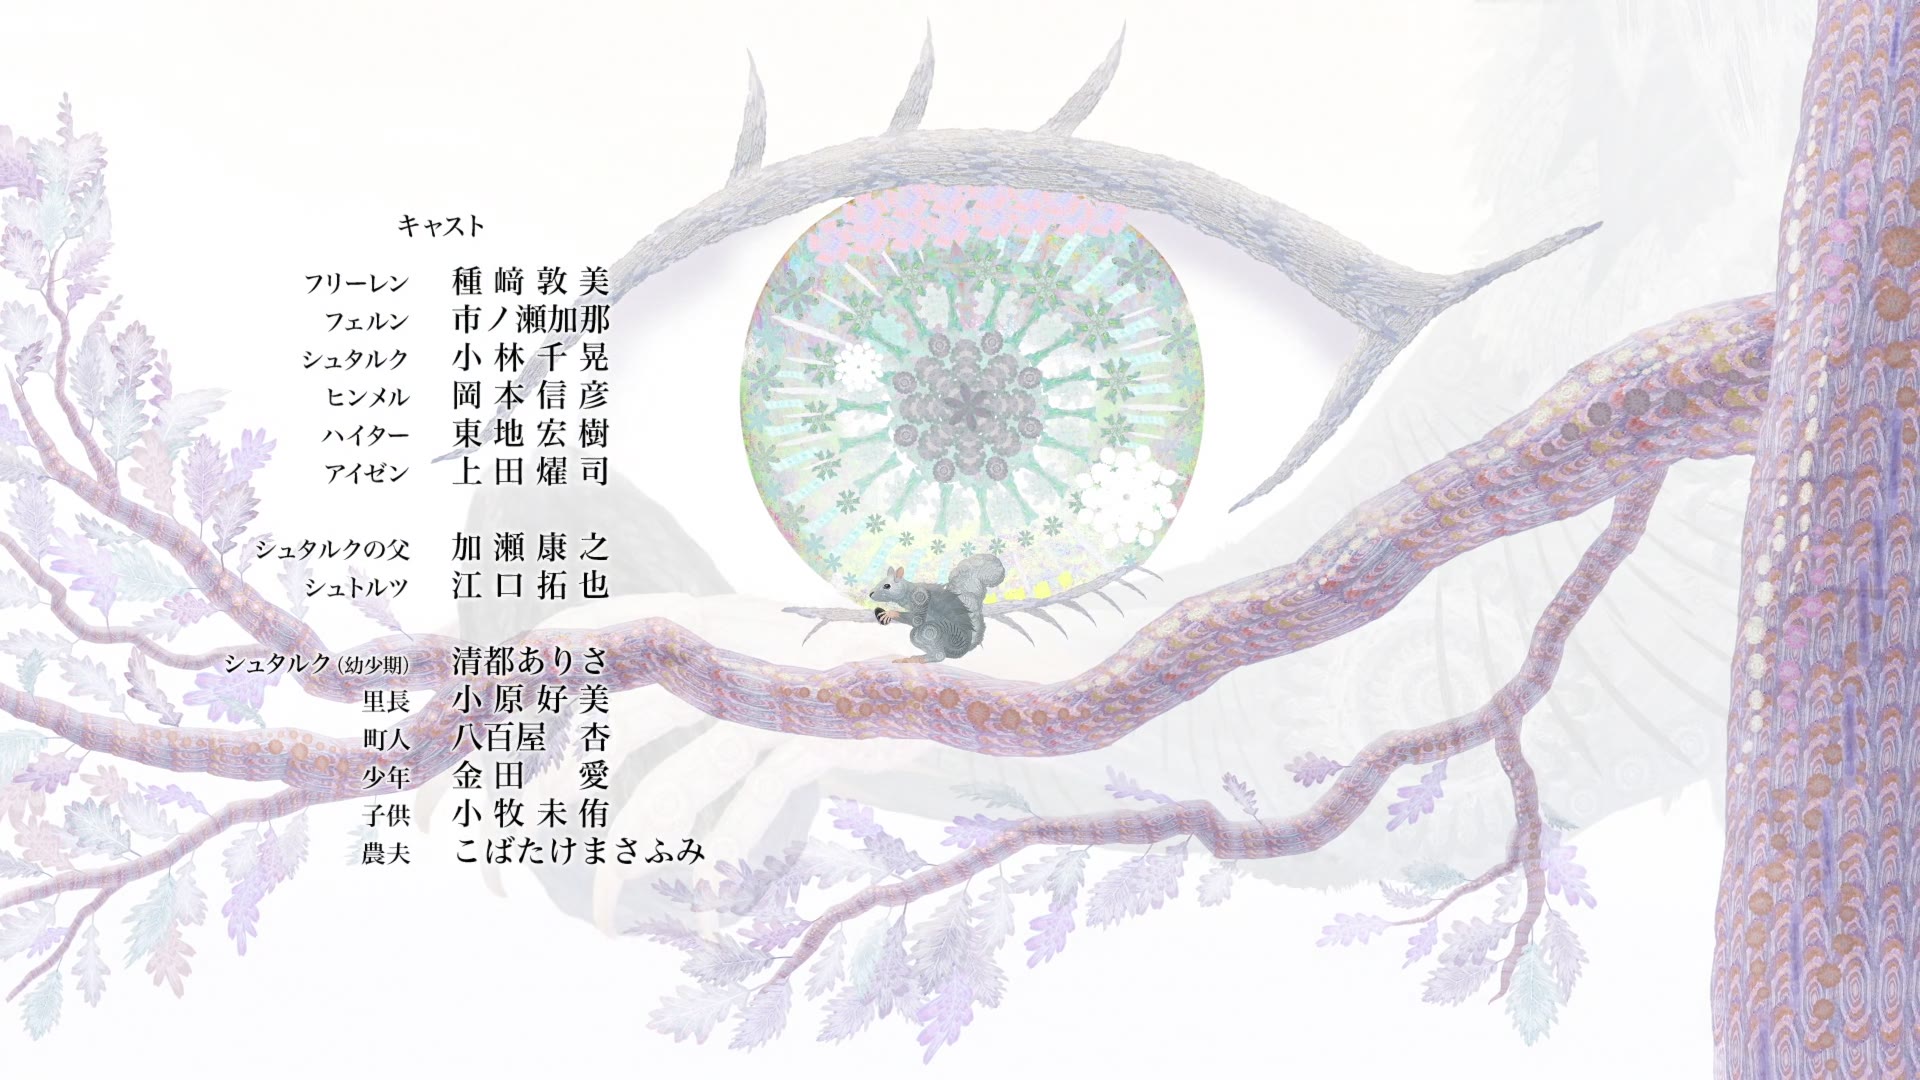 キャスト
フリーレン 種﨑敦美
フェルン 市ノ瀬加那
シュタルク 小林千晃
ヒンメル 岡本信彦
ハイター 東地宏樹
アイゼン 上田燿司
シュタルクの父 加瀬康之
シュトルツ 江口拓也
シュタルク(幼少期) 清都ありさ
里長 小原好美
町人 八百屋 杏
少年 金田 愛
子供 小牧未侑
農夫 こばたけまさふみ